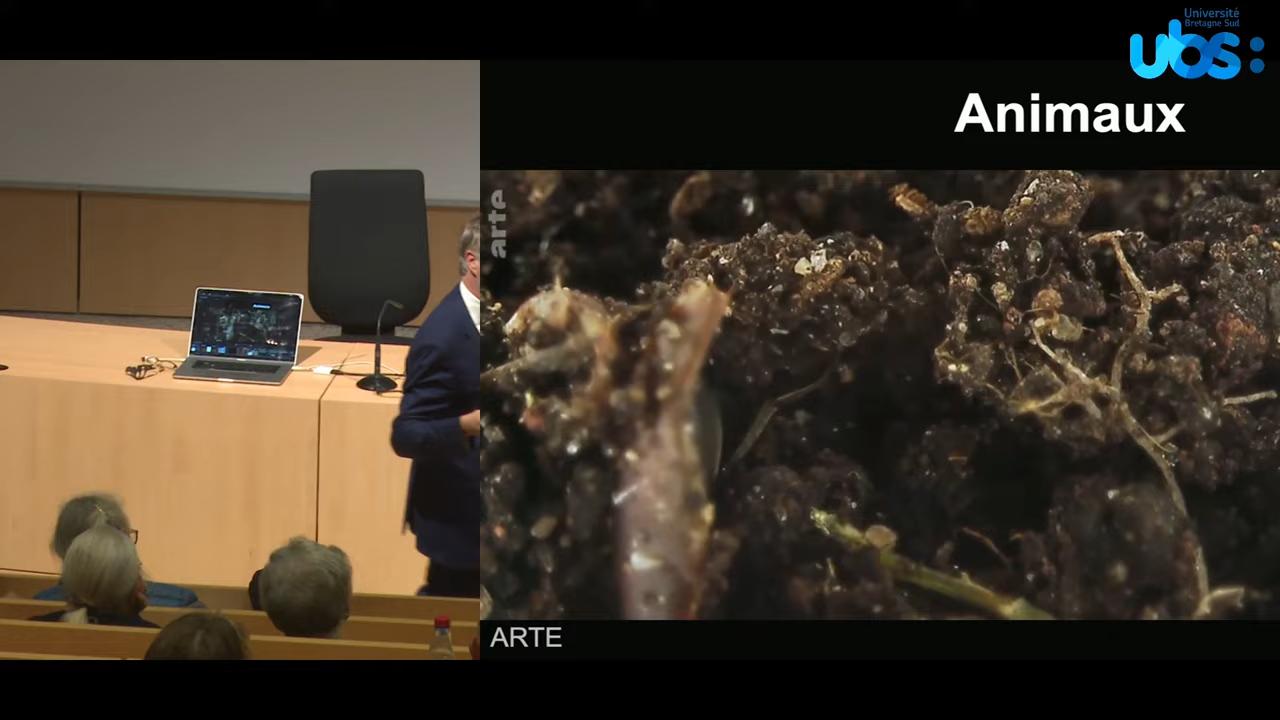 Université
Bretagne Sud
ubs:
Animaux
arte
ARTE